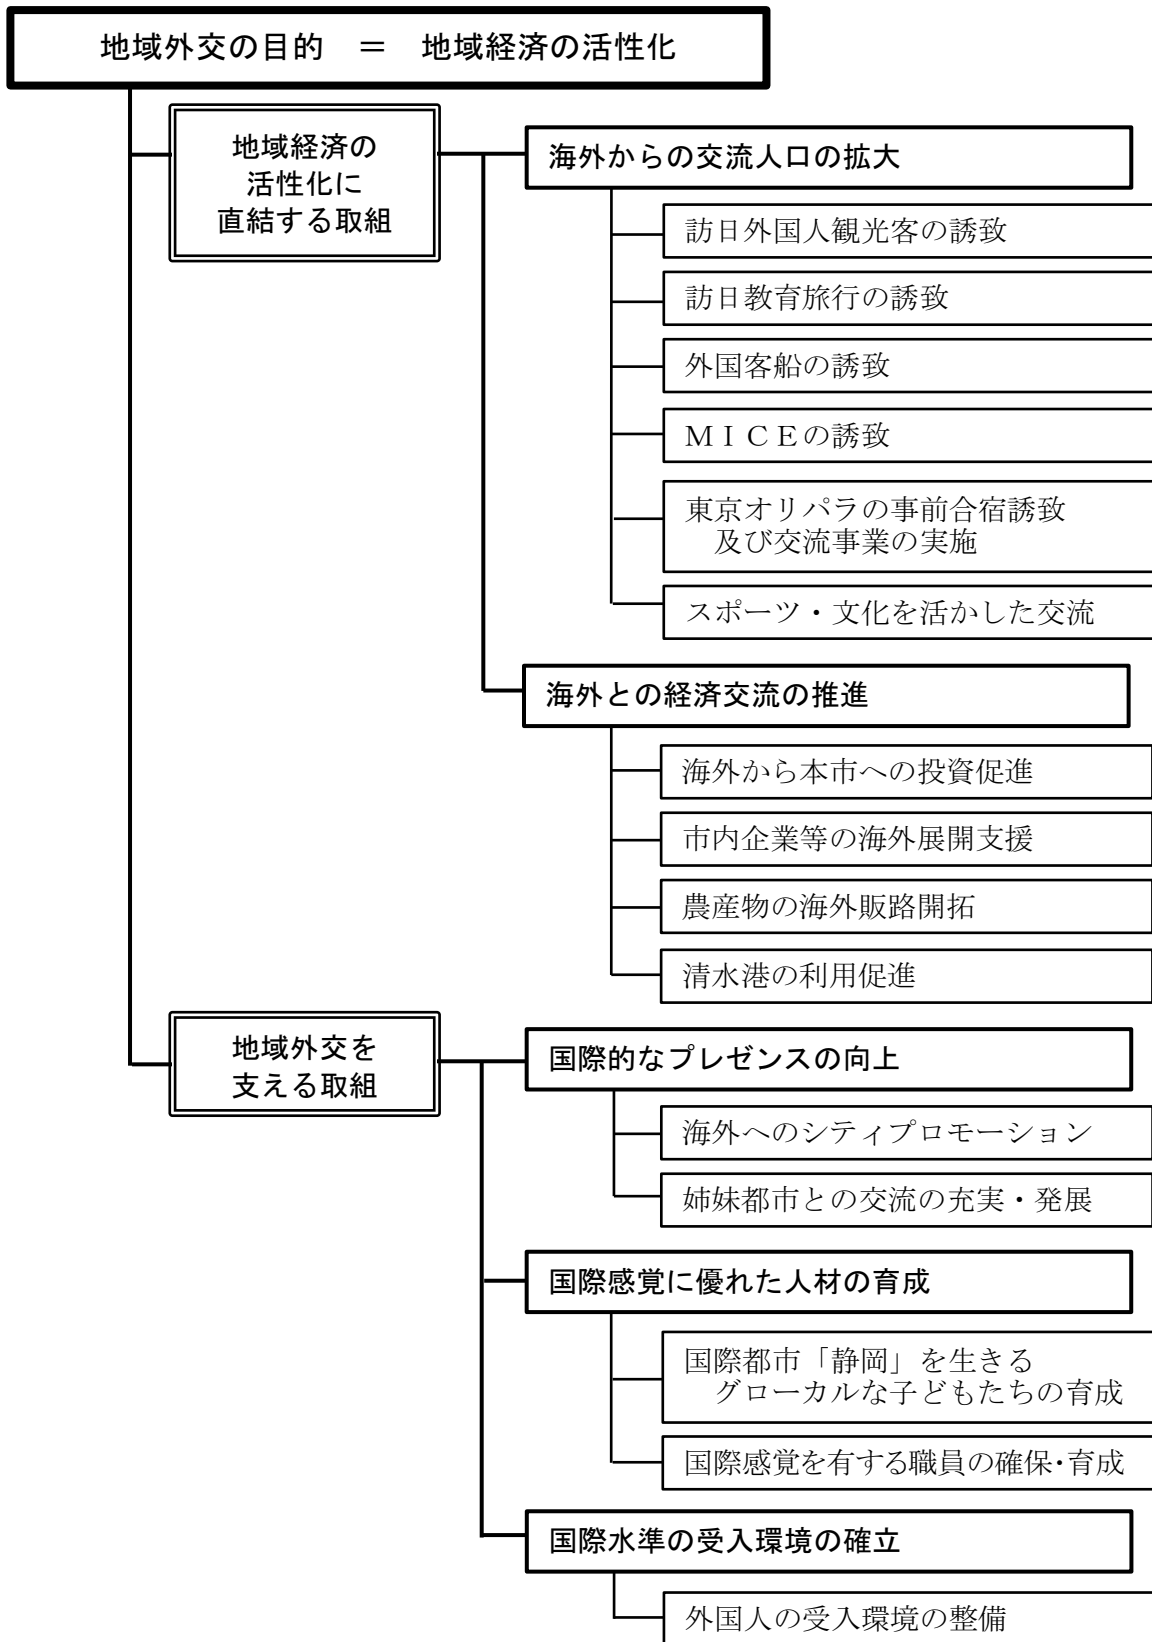 地域外交の目的　＝　地域経済の活性化
地域経済の
活性化に
直結する取組
海外からの交流人口の拡大
訪日外国人観光客の誘致
訪日教育旅行の誘致
外国客船の誘致
ＭＩＣＥの誘致
東京オリパラの事前合宿誘致
及び交流事業の実施
スポーツ・文化を活かした交流
海外との経済交流の推進
海外から本市への投資促進
市内企業等の海外展開支援
農産物の海外販路開拓
清水港の利用促進
地域外交を
支える取組
国際的なプレゼンスの向上
海外へのシティプロモーション
姉妹都市との交流の充実・発展
国際感覚に優れた人材の育成
国際都市「静岡」を生きる
グローカルな子どもたちの育成
国際感覚を有する職員の確保・育成
国際水準の受入環境の確立
外国人の受入環境の整備